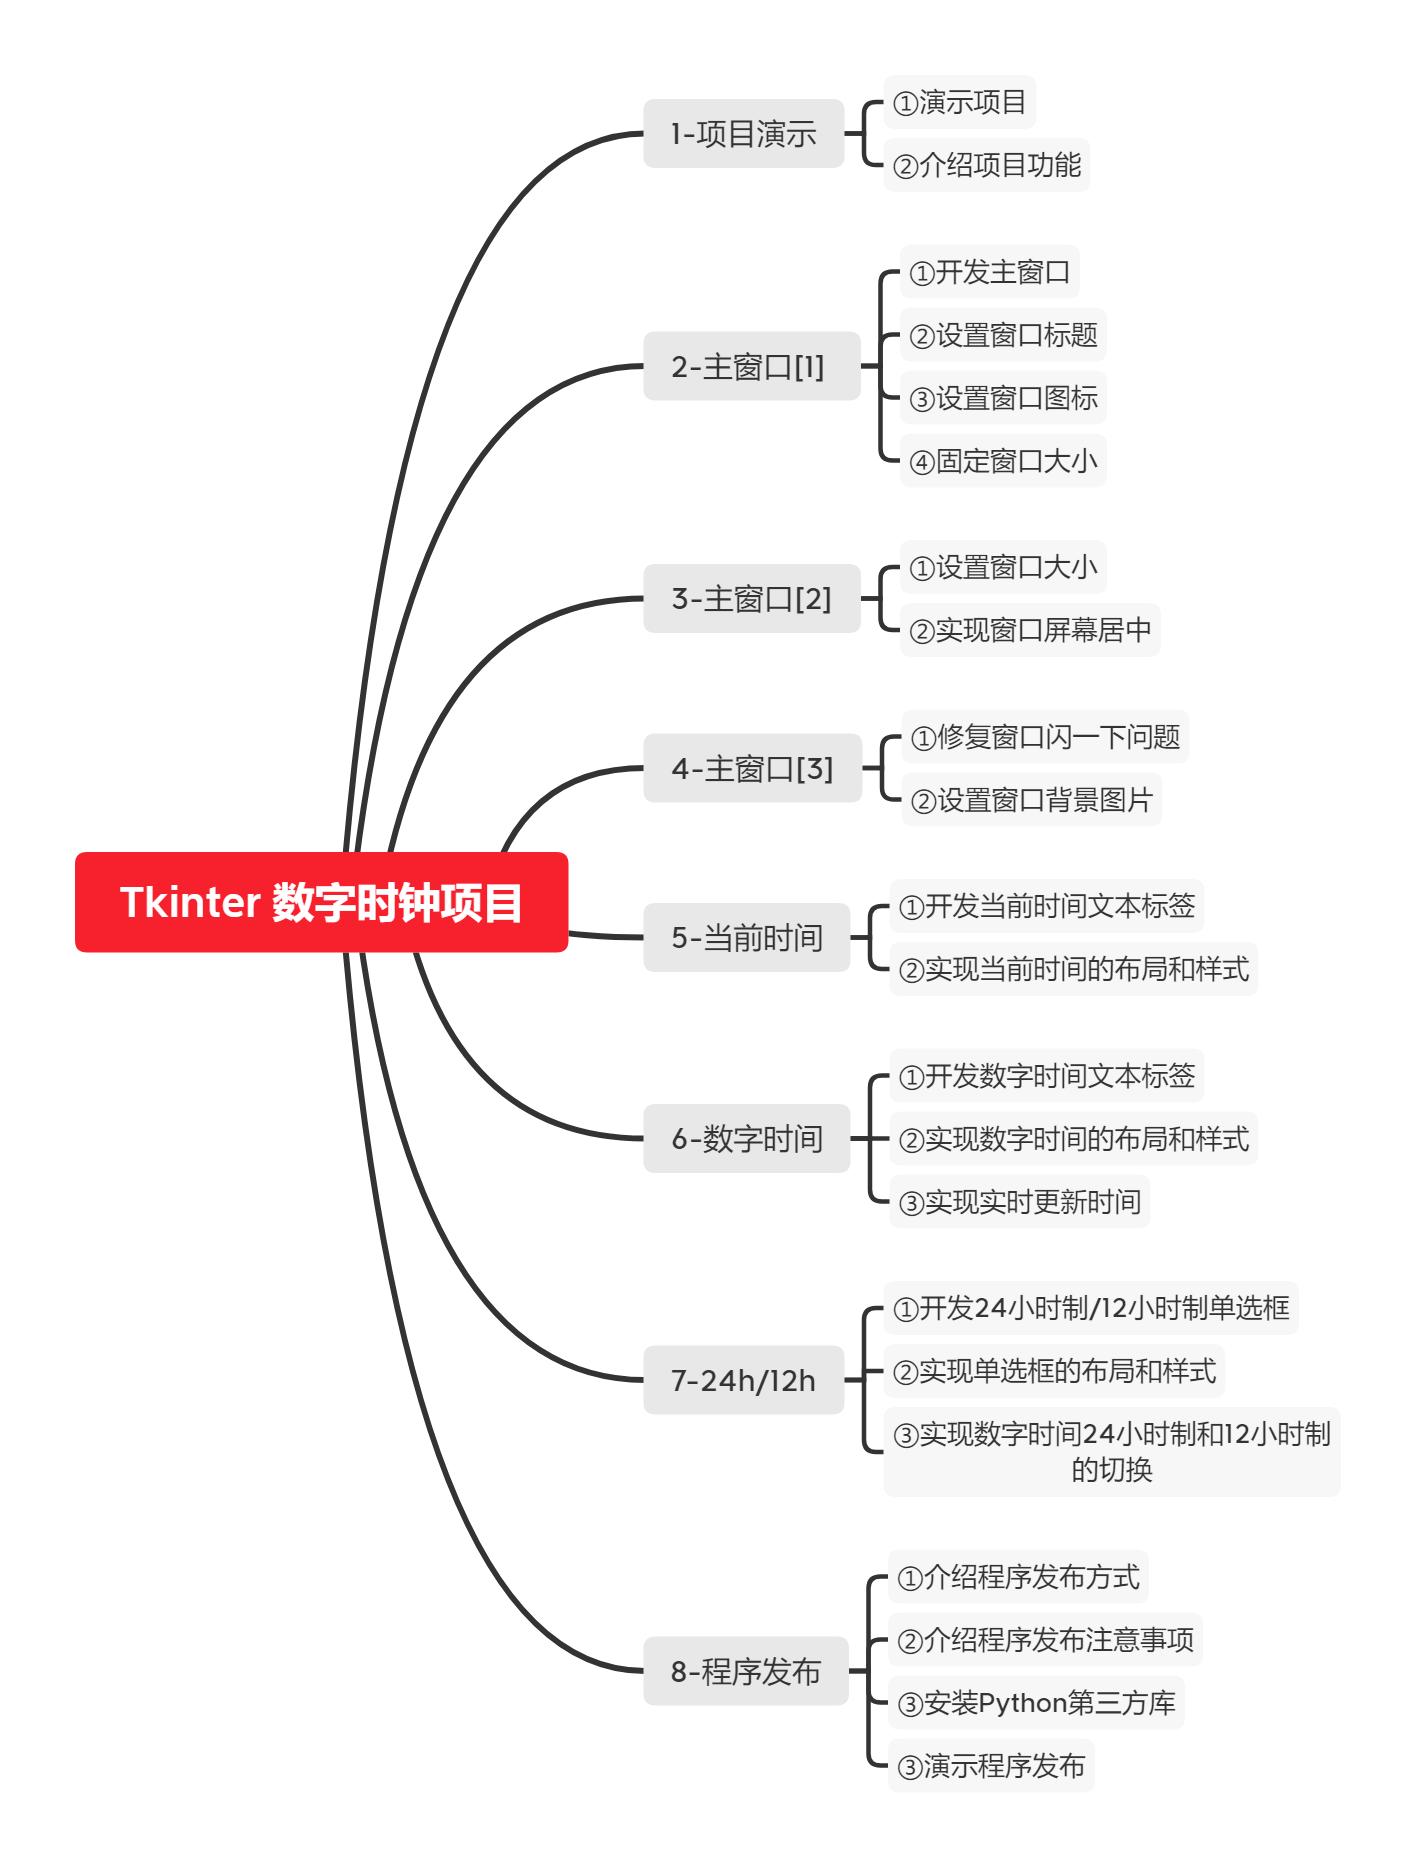 Tkinter 数字时钟项目
1-项目演示
①演示项目
②介绍项目功能
2-主窗口[1]
①开发主窗口
②设置窗口标题
③设置窗口图标
④固定窗口大小
3-主窗口[2]
①设置窗口大小
②实现窗口屏幕居中
4-主窗口[3]
①修复窗口闪一下问题
②设置窗口背景图片
5-当前时间
①开发当前时间文本标签
②实现当前时间的布局和样式
6-数字时间
①开发数字时间文本标签
②实现数字时间的布局和样式
③实现实时更新时间
7-24h/12h
①开发24小时制/12小时制单选框
②实现单选框的布局和样式
③实现数字时间24小时制和12小时制
的切换
8-程序发布
①介绍程序发布方式
②介绍程序发布注意事项
③安装Python第三方库
③演示程序发布